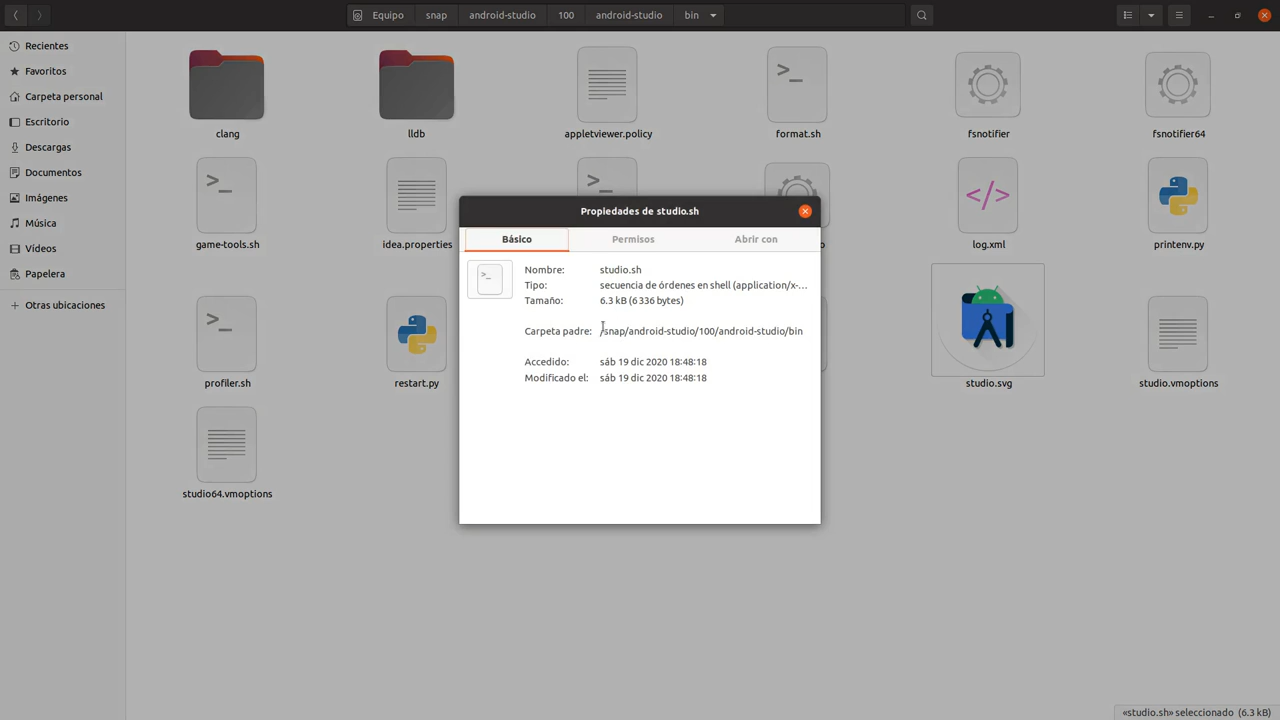 Equipo snap android-studio 100 android-studio bin
Recientes
Favoritos
Carpeta personal
Escritorio
Descargas
Documentos
Imágenes
Música
Vídeos
Papelera
Otras ubicaciones
clang
lldb
appletviewer.policy
format.sh
fsnotifier
fsnotifier64
game-tools.sh
idea.properties
log.xml
printenv.py
profiler.sh
restart.py
studio.svg
studio.vmoptions
studio64.vmoptions
Propiedades de studio.sh
Básico Permisos Abrir con
Nombre: studio.sh
Tipo: secuencia de órdenes en shell (application/x-...
Tamaño: 6.3 kB (6 336 bytes)
Carpeta padre: /snap/android-studio/100/android-studio/bin
Accedido: sáb 19 dic 2020 18:48:18
Modificado el: sáb 19 dic 2020 18:48:18
«studio.sh» seleccionado (6.3 kB)